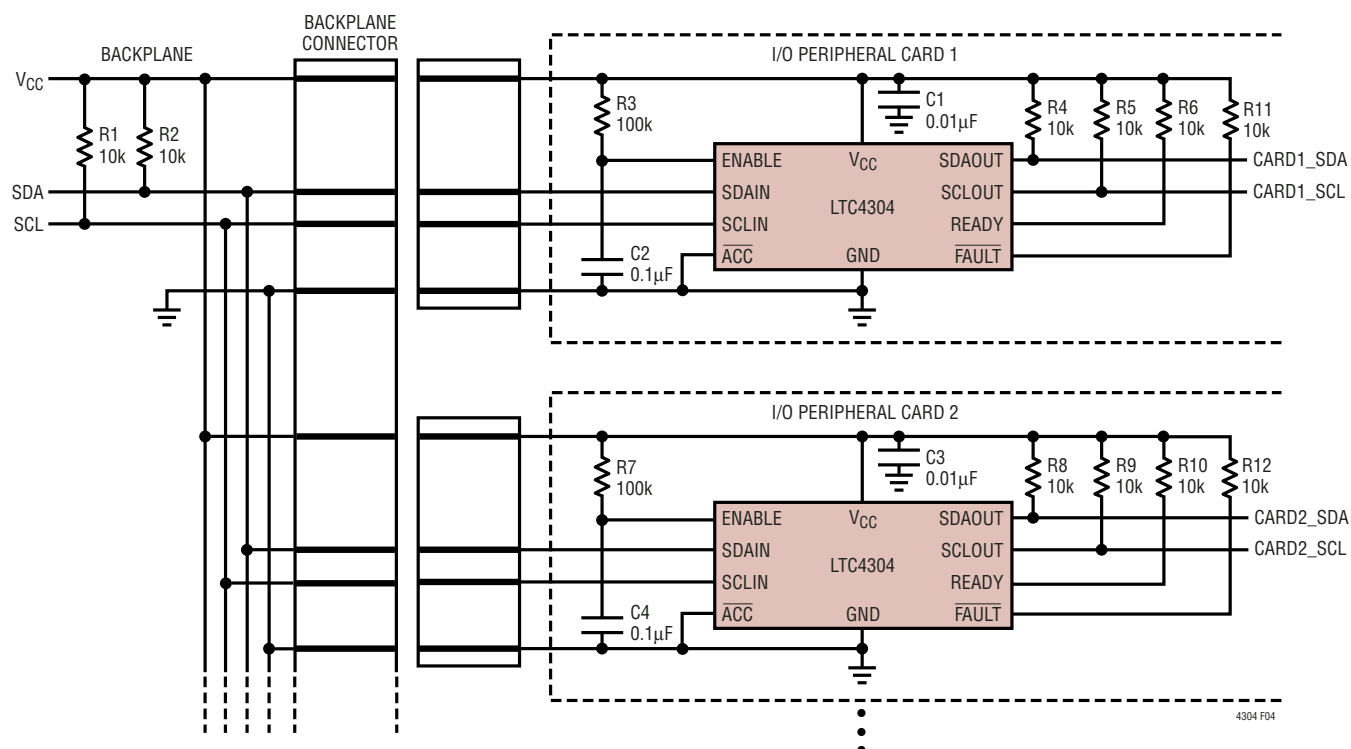 BACKPLANE
BACKPLANE
CONNECTOR
VCC
R1
10k
R2
10k
SDA
SCL
I/O PERIPHERAL CARD 1
R3
100k
C1
0.01µF
R4
10k
R5
10k
R6
10k
R11
10k
ENABLE
VCC
SDAOUT
CARD1_SDA
SDAIN
SCLOUT
CARD1_SCL
LTC4304
SCLIN
READY
ACC
GND
FAULT
C2
0.1µF
I/O PERIPHERAL CARD 2
R7
100k
C3
0.01µF
R8
10k
R9
10k
R10
10k
R12
10k
ENABLE
VCC
SDAOUT
CARD2_SDA
SDAIN
SCLOUT
CARD2_SCL
LTC4304
SCLIN
READY
ACC
GND
FAULT
C4
0.1µF
4304 F04